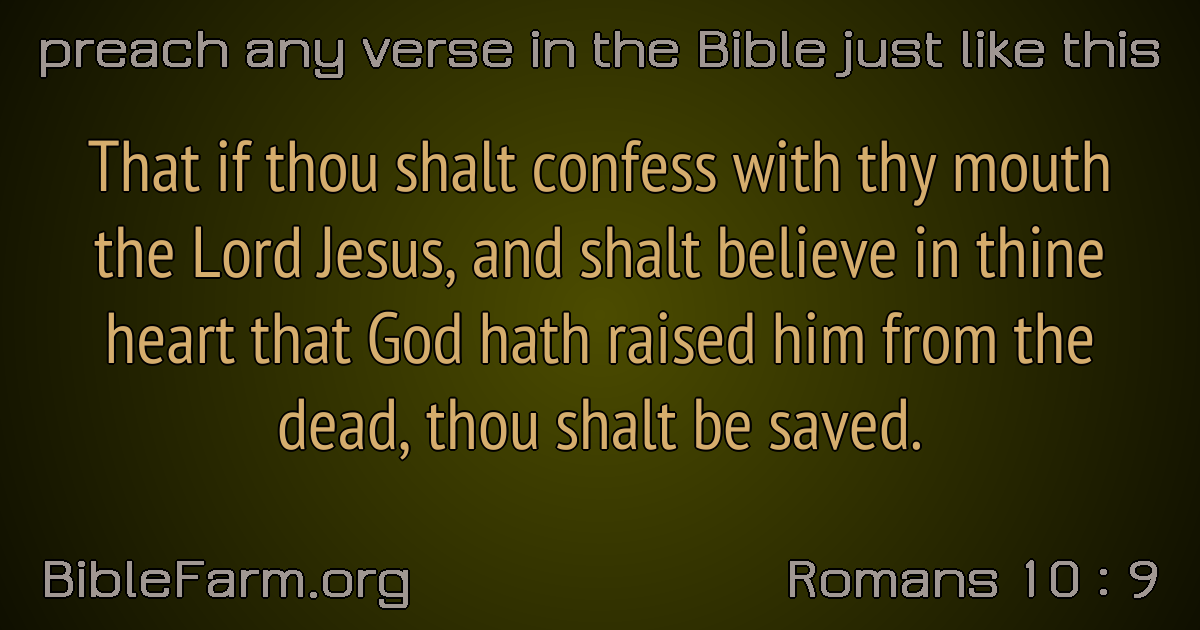 preach any verse in the Bible just like this
That if thou shalt confess with thy mouth
the Lord Jesus, and shalt believe in thine
heart that God hath raised him from the
dead, thou shalt be saved.
BibleFarm.org
Romans 10 : 9